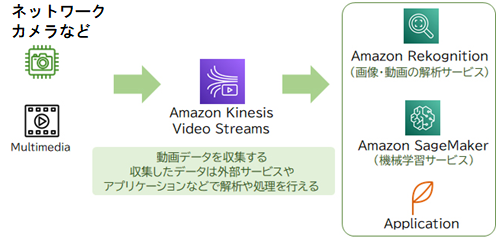 ネットワーク
カメラなど
Multimedia
Amazon Kinesis
Video Streams
動画データを収集する
収集したデータは外部サービスや
アプリケーションなどで解析や処理を行える
Amazon Rekognition
(画像・動画の解析サービス)
Amazon SageMaker
(機械学習サービス)
Application